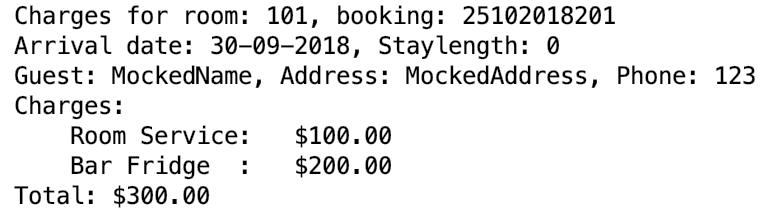 Charges for room: 101, booking: 25102018201
Arrival date: 30-09-2018, Staylength: 0
Guest: MockedName, Address: MockedAddress, Phone: 123
Charges:
    Room Service:   $100.00
    Bar Fridge  :   $200.00
Total: $300.00